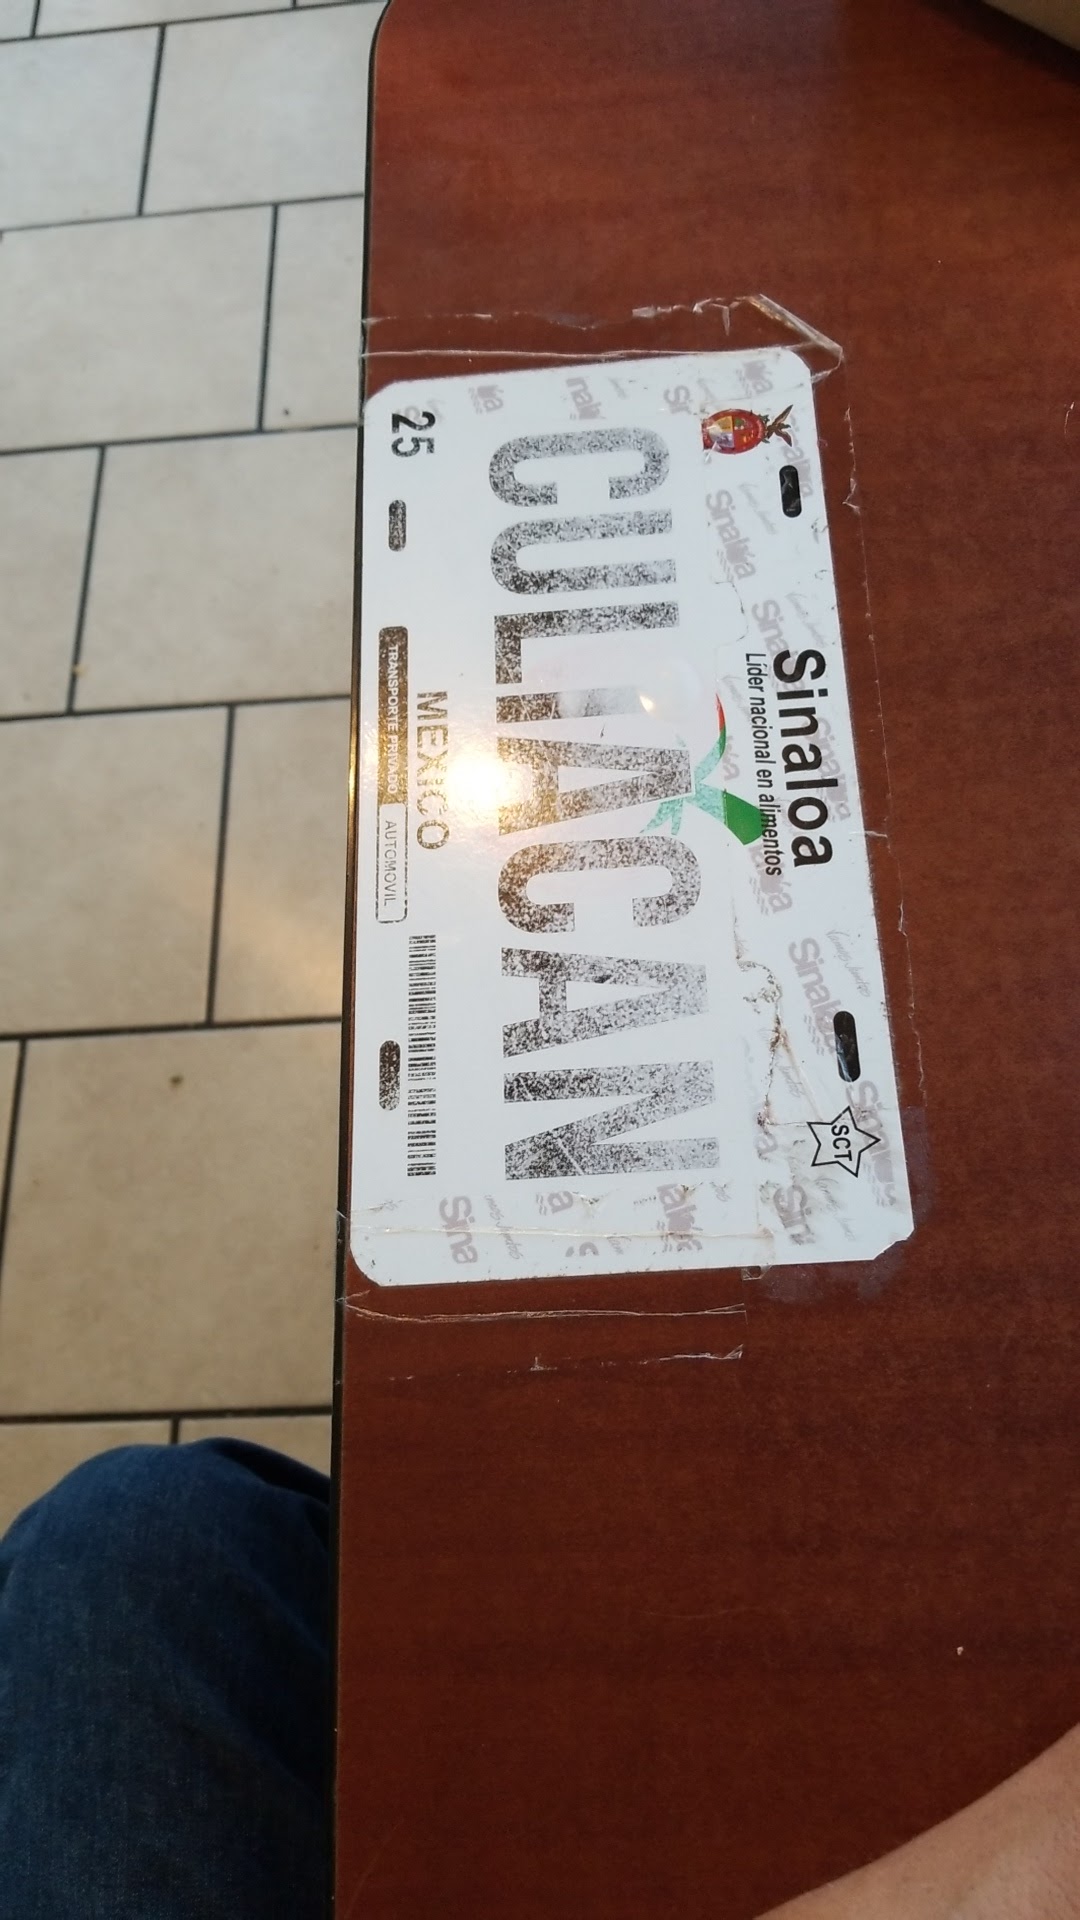 Sinaloa
Líder nacional en alimentos
SCT
CULIACAN
MEXICO
25
TRANSPORTE PRIVADO AUTOMOVIL